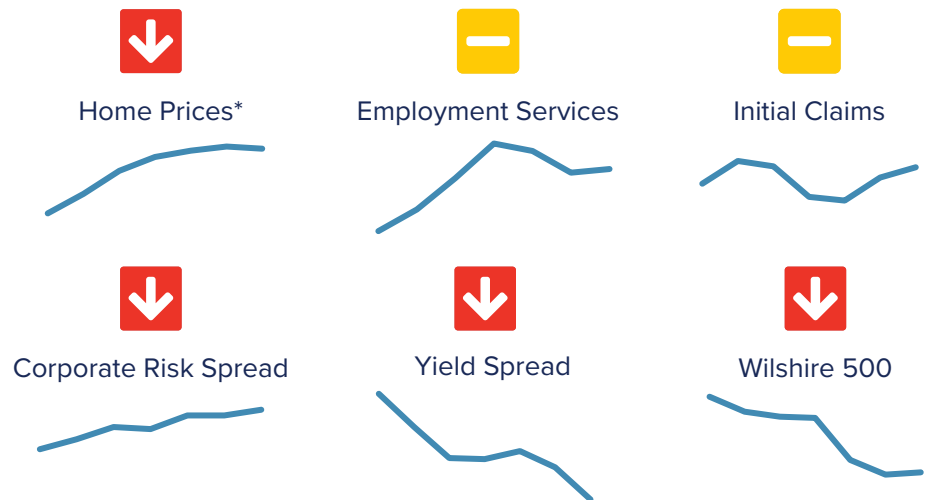 Home Prices*
Employment Services
Initial Claims
Corporate Risk Spread
Yield Spread
Wilshire 500